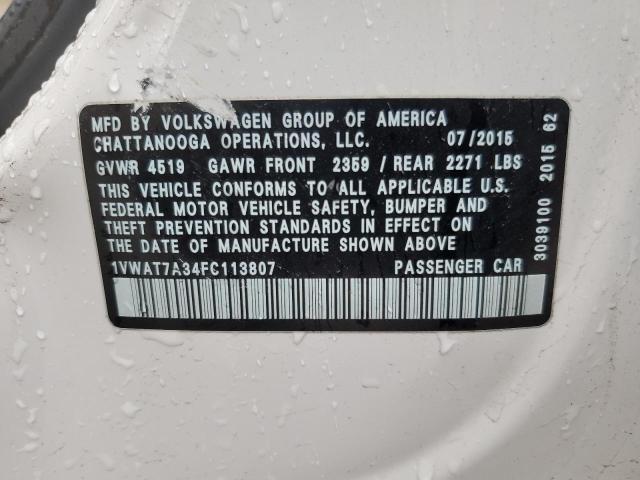 MFD BY VOLKSWAGEN GROUP OF AMERICA
CHATTANOOGA OPERATIONS, LLC. 07/2015
GVWR 4519 GAWR FRONT 2359 / REAR 2271 LBS
THIS VEHICLE CONFORMS TO ALL APPLICABLE U.S.
FEDERAL MOTOR VEHICLE SAFETY, BUMPER AND
THEFT PREVENTION STANDARDS IN EFFECT ON
THE DATE OF MANUFACTURE SHOWN ABOVE
1VWAT7A34FC113807 PASSENGER CAR
3039100 2015 62